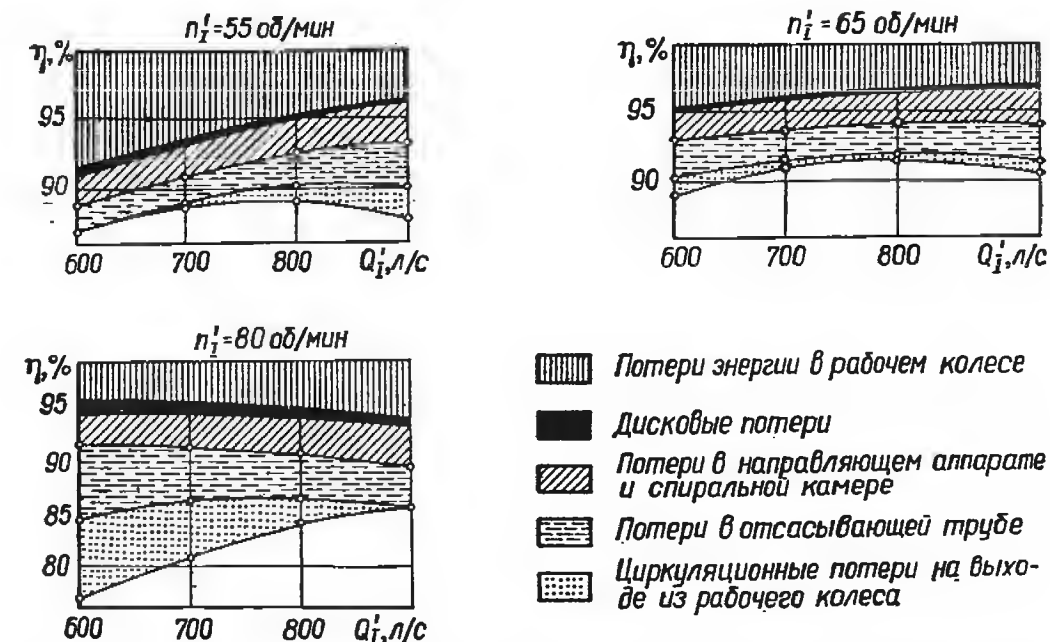 n'I=55 об/мин
η,%
95
90
600 700 800 Q'I,л/с
n'I=65 об/мин
η,%
95
90
600 700 800 Q'I,л/с
n'I=80 об/мин
η,%
95
90
85
80
600 700 800 Q'I,л/с
Потери энергии в рабочем колесе
Дисковые потери
Потери в направляющем аппарате
и спиральной камере
Потери в отсасывающей трубе
Циркуляционные потери на выхо-
де из рабочего колеса